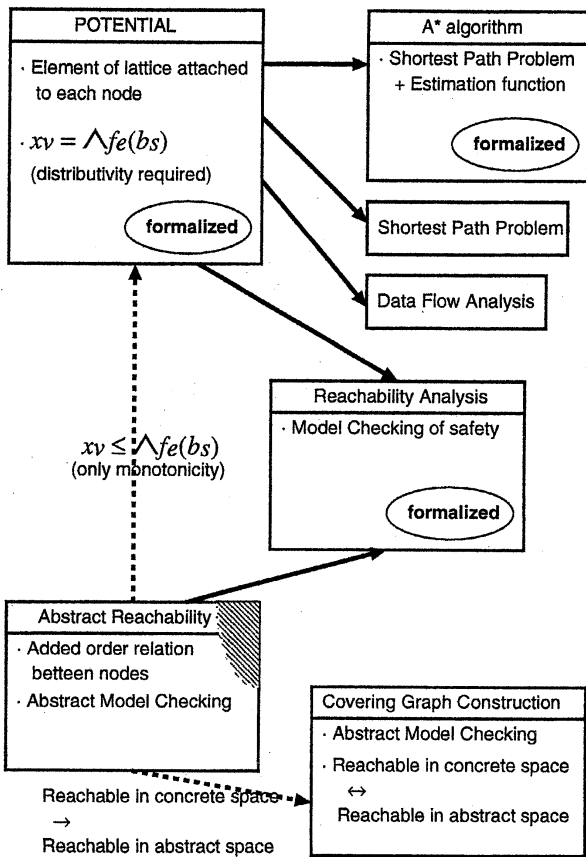 POTENTIAL
· Element of lattice attached
to each node
· xv = ⋀fe(bs)
(distributivity required)
formalized
A* algorithm
· Shortest Path Problem
+ Estimation function
formalized
Shortest Path Problem
Data Flow Analysis
Reachability Analysis
· Model Checking of safety
formalized
xv ≤ ⋀fe(bs)
(only monotonicity)
Abstract Reachability
· Added order relation
betteen nodes
· Abstract Model Checking
Covering Graph Construction
· Abstract Model Checking
· Reachable in concrete space
↔
Reachable in abstract space
Reachable in concrete space
→
Reachable in abstract space